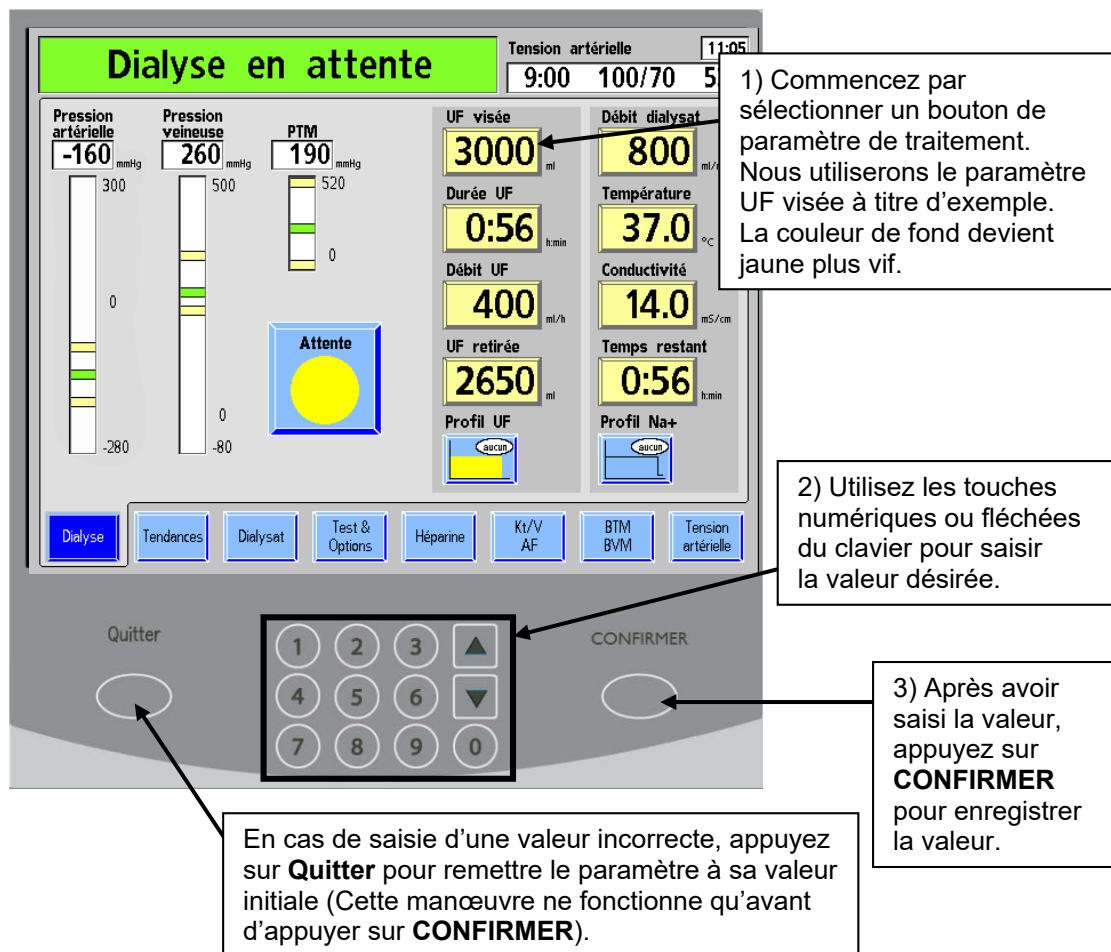 Dialyse en attente
Tension artérielle
11:05
9:00 100/70
Pression artérielle
-160 mmHg
300
0
-280
Pression veineuse
260 mmHg
500
0
-80
PTM
190 mmHg
520
0
Attente
UF visée
3000 ml
Durée UF
0:56 h:min
Débit UF
400 ml/h
UF retirée
2650 ml
Profil UF
aucun
Débit dialysat
800
Température
37.0 °C
Conductivité
14.0 mS/cm
Temps restant
0:56 h:min
Profil Na+
aucun
Dialyse
Tendances
Dialysat
Test &
Options
Héparine
Kt/V
AF
BTM
BVM
Tension
artérielle
1) Commencez par
sélectionner un bouton de
paramètre de traitement.
Nous utiliserons le paramètre
UF visée à titre d’exemple.
La couleur de fond devient
jaune plus vif.
2) Utilisez les touches
numériques ou fléchées
du clavier pour saisir
la valeur désirée.
Quitter
1 2 3
4 5 6
7 8 9 0
CONFIRMER
3) Après avoir
saisi la valeur,
appuyez sur
CONFIRMER
pour enregistrer
la valeur.
En cas de saisie d’une valeur incorrecte, appuyez
sur Quitter pour remettre le paramètre à sa valeur
initiale (Cette manœuvre ne fonctionne qu’avant
d’appuyer sur CONFIRMER).